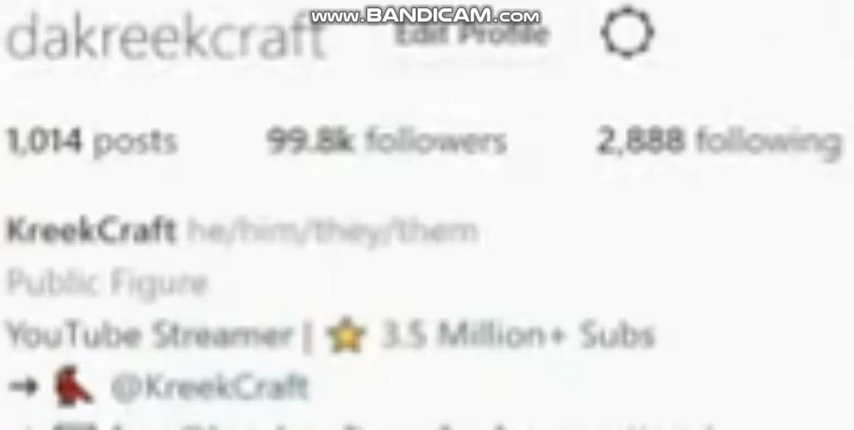 www.BANDICAM.com
dakreekcraft Edit Profile
1,014 posts 99.8k followers 2,888 following
KreekCraft he/him/they/them
Public Figure
YouTube Streamer | ⭐ 3.5 Million+ Subs
→ @KreekCraft